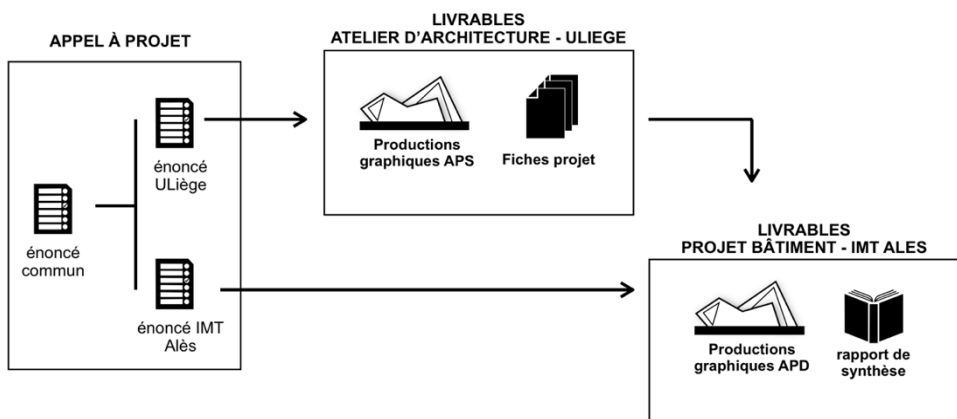 APPEL À PROJET
énoncé
commun
énoncé
ULiège
énoncé IMT
Alès
LIVRABLES
ATELIER D'ARCHITECTURE - ULIEGE
Productions
graphiques APS
Fiches projet
LIVRABLES
PROJET BÂTIMENT - IMT ALES
Productions
graphiques APD
rapport de
synthèse